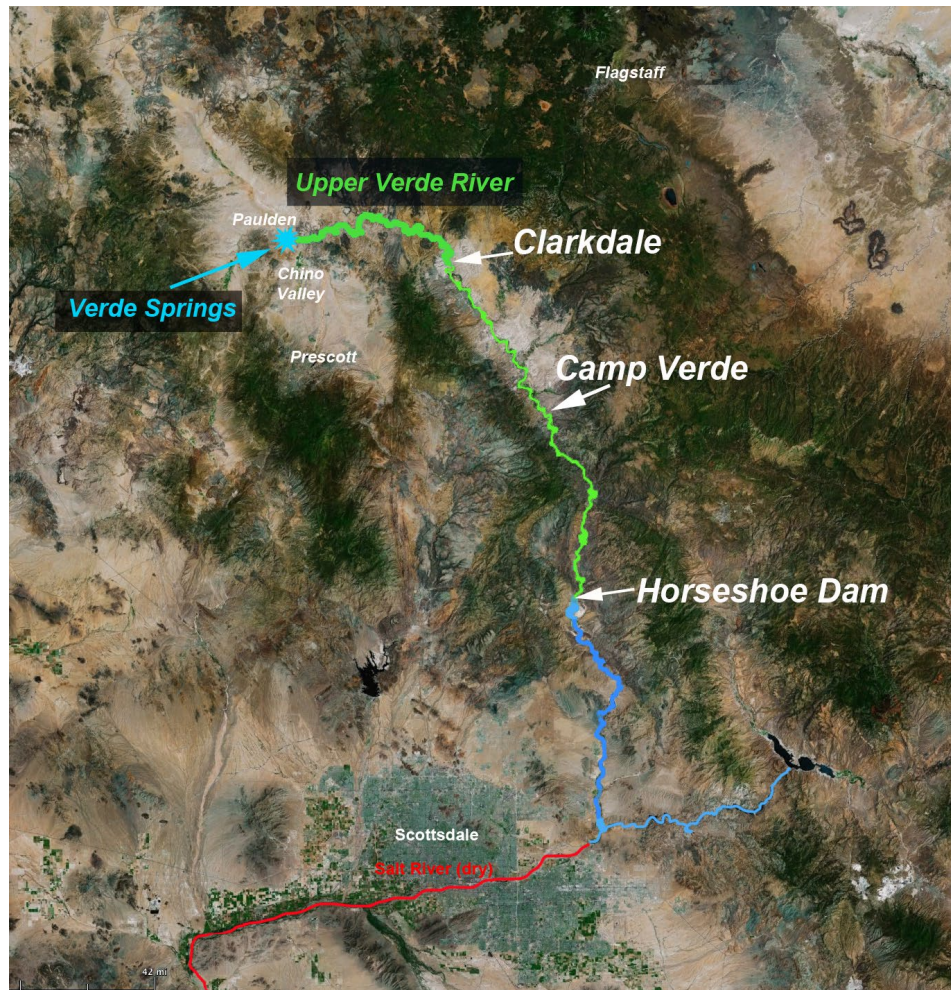 Flagstaff
Upper Verde River
Paulden
Clarkdale
Chino
Valley
Verde Springs
Prescott
Camp Verde
Horseshoe Dam
Scottsdale
Salt River (dry)
42 mi